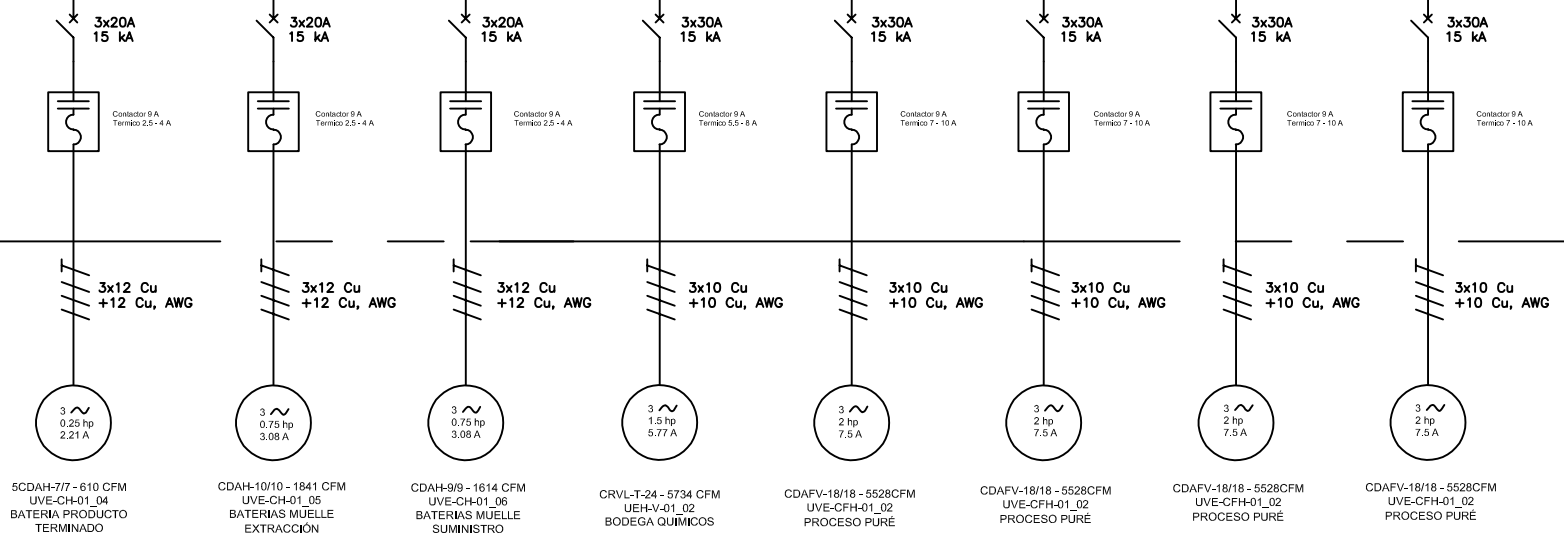 3x20A
15 kA
3x20A
15 kA
3x20A
15 kA
3x30A
15 kA
3x30A
15 kA
3x30A
15 kA
3x30A
15 kA
3x30A
15 kA
Contactor 9 A
Termico 2,5 - 4 A
Contactor 9 A
Termico 2,5 - 4 A
Contactor 9 A
Termico 2,5 - 4 A
Contactor 9 A
Termico 5.5 - 8 A
Contactor 9 A
Termico 7 - 10 A
Contactor 9 A
Termico 7 - 10 A
Contactor 9 A
Termico 7 - 10 A
Contactor 9 A
Termico 7 - 10 A
3x12 Cu
+12 Cu, AWG
3x12 Cu
+12 Cu, AWG
3x12 Cu
+12 Cu, AWG
3x10 Cu
+10 Cu, AWG
3x10 Cu
+10 Cu, AWG
3x10 Cu
+10 Cu, AWG
3x10 Cu
+10 Cu, AWG
3x10 Cu
+10 Cu, AWG
3
0.25 hp
2.21 A
3
0.75 hp
3.08 A
3
0.75 hp
3.08 A
3
1.5 hp
5.77 A
3
2 hp
7.5 A
3
2 hp
7.5 A
3
2 hp
7.5 A
3
2 hp
7.5 A
5CDAH-7/7 - 610 CFM
UVE-CH-01_04
BATERIA PRODUCTO
TERMINADO
CDAH-10/10 - 1841 CFM
UVE-CH-01_05
BATERIAS MUELLE
EXTRACCIÓN
CDAH-9/9 - 1614 CFM
UVE-CH-01_06
BATERIAS MUELLE
SUMINISTRO
CRVL-T-24 - 5734 CFM
UEH-V-01_02
BODEGA QUIMICOS
CDAFV-18/18 - 5528CFM
UVE-CFH-01_02
PROCESO PURÉ
CDAFV-18/18 - 5528CFM
UVE-CFH-01_02
PROCESO PURÉ
CDAFV-18/18 - 5528CFM
UVE-CFH-01_02
PROCESO PURÉ
CDAFV-18/18 - 5528CFM
UVE-CFH-01_02
PROCESO PURÉ